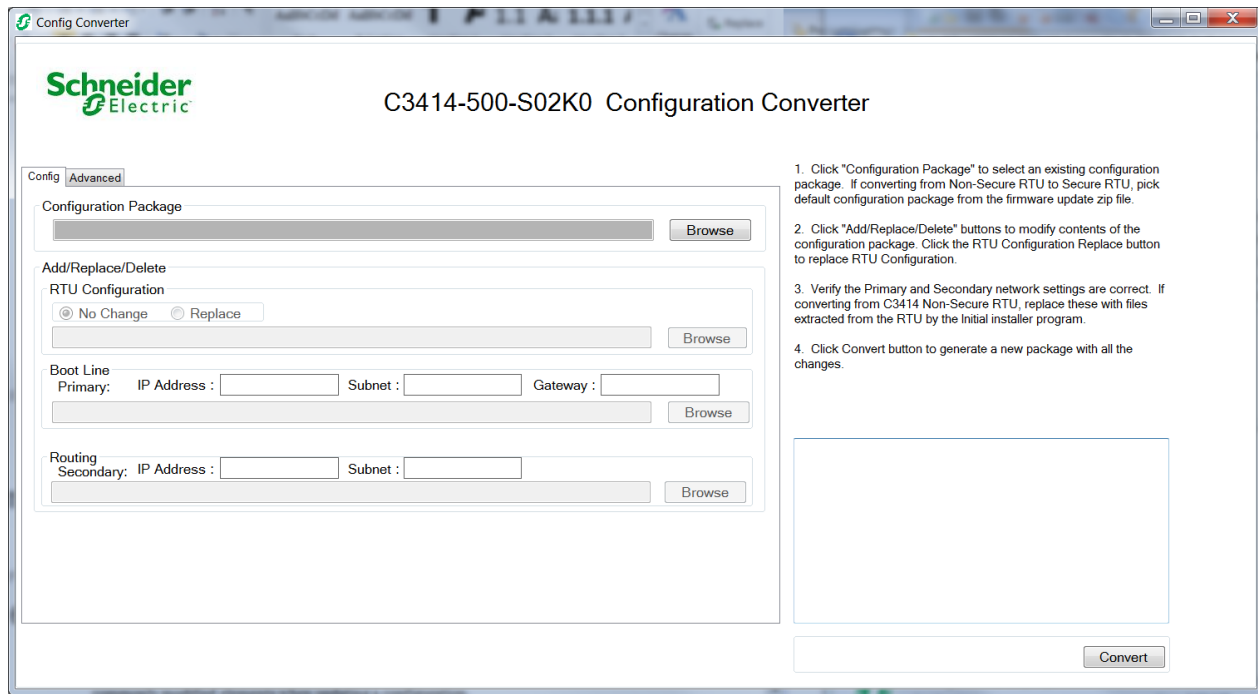 Config Converter
Schneider
Electric
C3414-500-S02K0 Configuration Converter
Config Advanced
Configuration Package
Browse
Add/Replace/Delete
RTU Configuration
No Change Replace
Browse
Boot Line
Primary: IP Address : Subnet : Gateway :
Browse
Routing
Secondary: IP Address : Subnet :
Browse
1. Click "Configuration Package" to select an existing configuration
package. If converting from Non-Secure RTU to Secure RTU, pick
default configuration package from the firmware update zip file.
2. Click "Add/Replace/Delete" buttons to modify contents of the
configuration package. Click the RTU Configuration Replace button
to replace RTU Configuration.
3. Verify the Primary and Secondary network settings are correct. If
converting from C3414 Non-Secure RTU, replace these with files
extracted from the RTU by the Initial installer program.
4. Click Convert button to generate a new package with all the
changes.
Convert